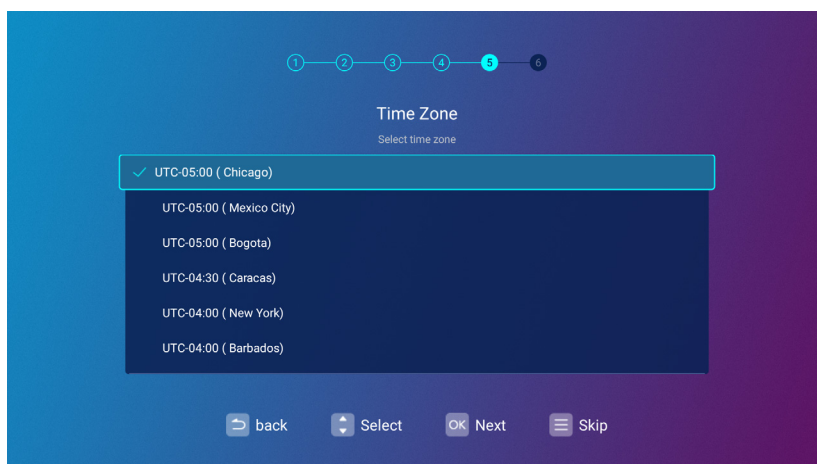 1 2 3 4 5 6
Time Zone
Select time zone
UTC-05:00 ( Chicago)
UTC-05:00 ( Mexico City)
UTC-05:00 ( Bogota)
UTC-04:30 ( Caracas)
UTC-04:00 ( New York)
UTC-04:00 ( Barbados)
back Select OK Next Skip